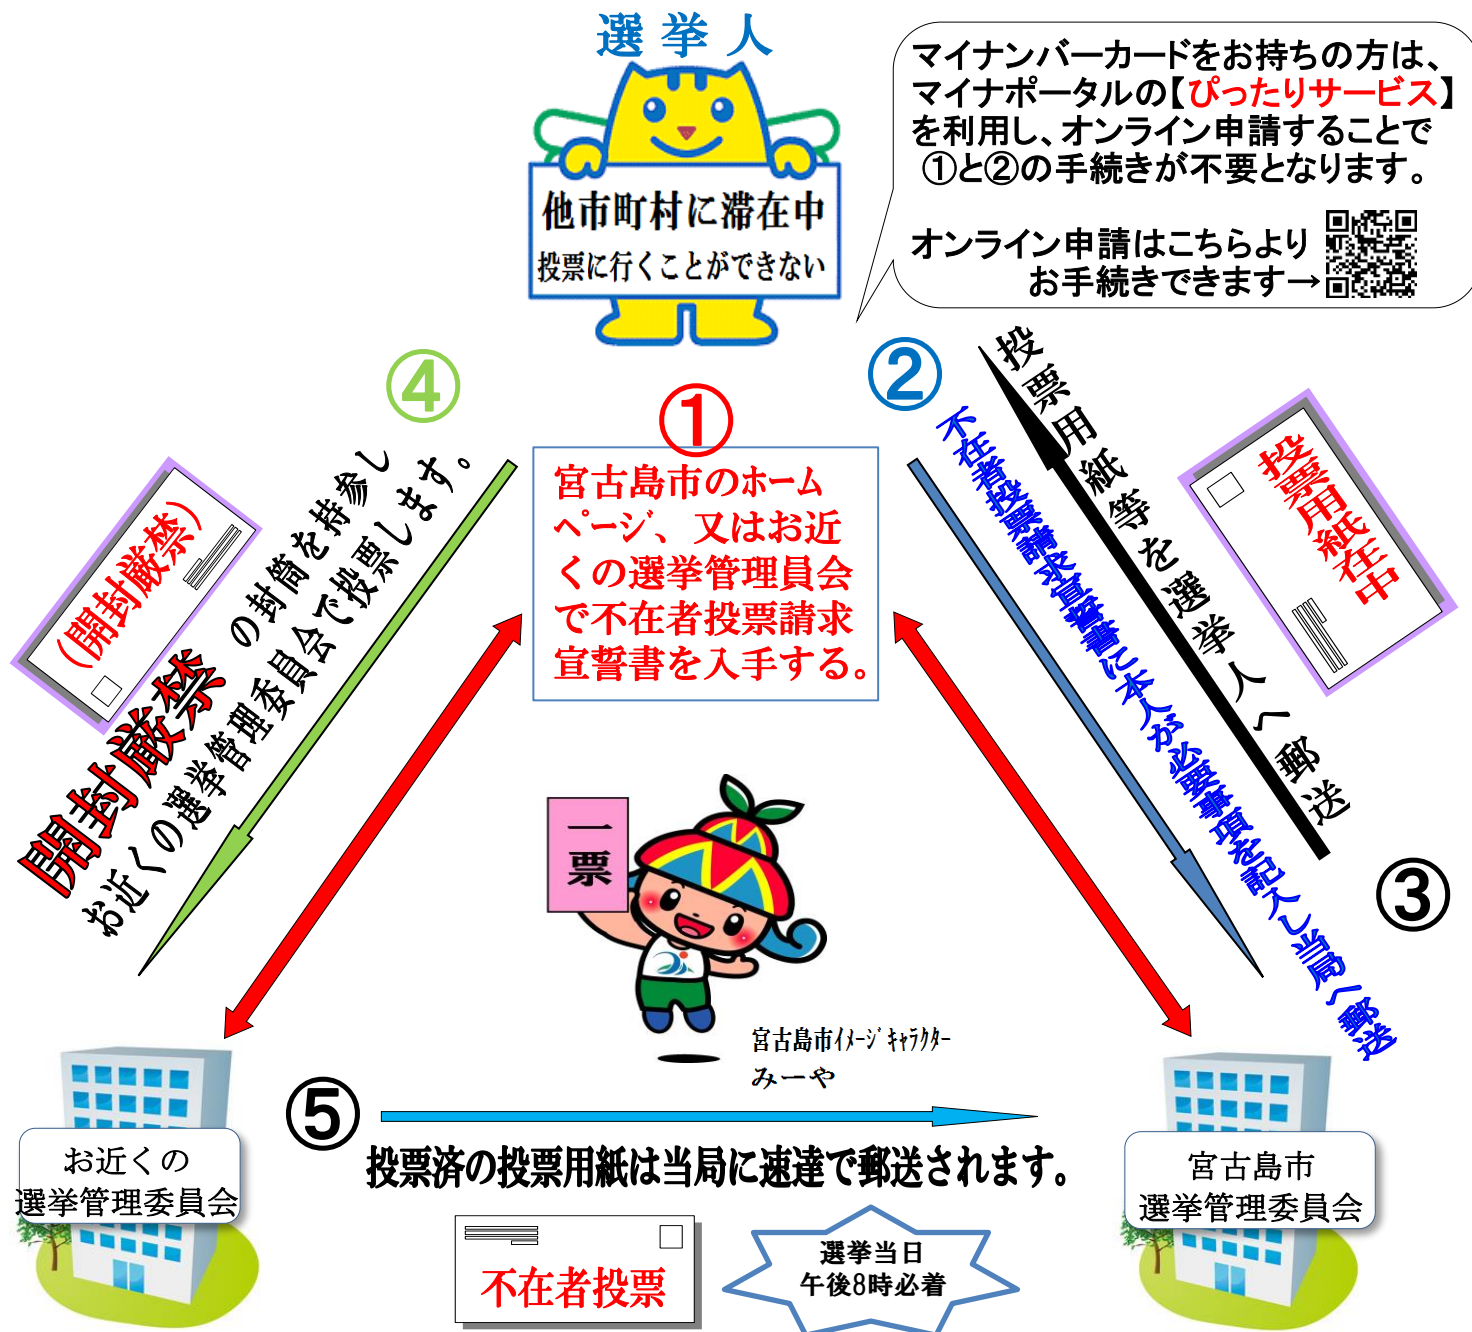 選挙人
他市町村に滞在中
投票に行くことができない
マイナンバーカードをお持ちの方は、
マイナポータルの【ぴったりサービス】
を利用し、オンライン申請することで
①と②の手続きが不要となります。
オンライン申請はこちらより
お手続きできます→
①
宮古島市のホーム
ページ、又はお近
くの選挙管理員会
で不在者投票請求
宣誓書を入手する。
②
不在者投票請求宣誓書に本人が必要事項を記入し当局へ郵送
③
投票用紙等を選挙人へ郵送
投票用紙在中
④
(開封厳禁)
開封厳禁の封筒を持参し
お近くの選挙管理委員会で投票します。
一票
宮古島市イメージキャラクター
みーや
⑤
投票済の投票用紙は当局に速達で郵送されます。
お近くの
選挙管理委員会
宮古島市
選挙管理委員会
不在者投票
選挙当日
午後8時必着